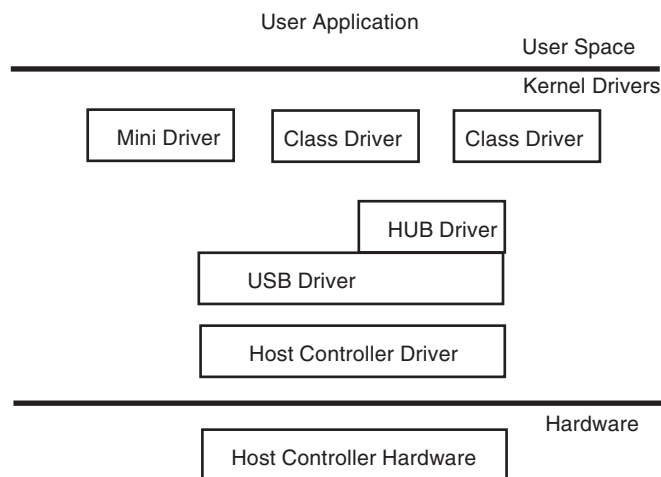 User Application
User Space
Kernel Drivers
Mini Driver
Class Driver
Class Driver
HUB Driver
USB Driver
Host Controller Driver
Hardware
Host Controller Hardware